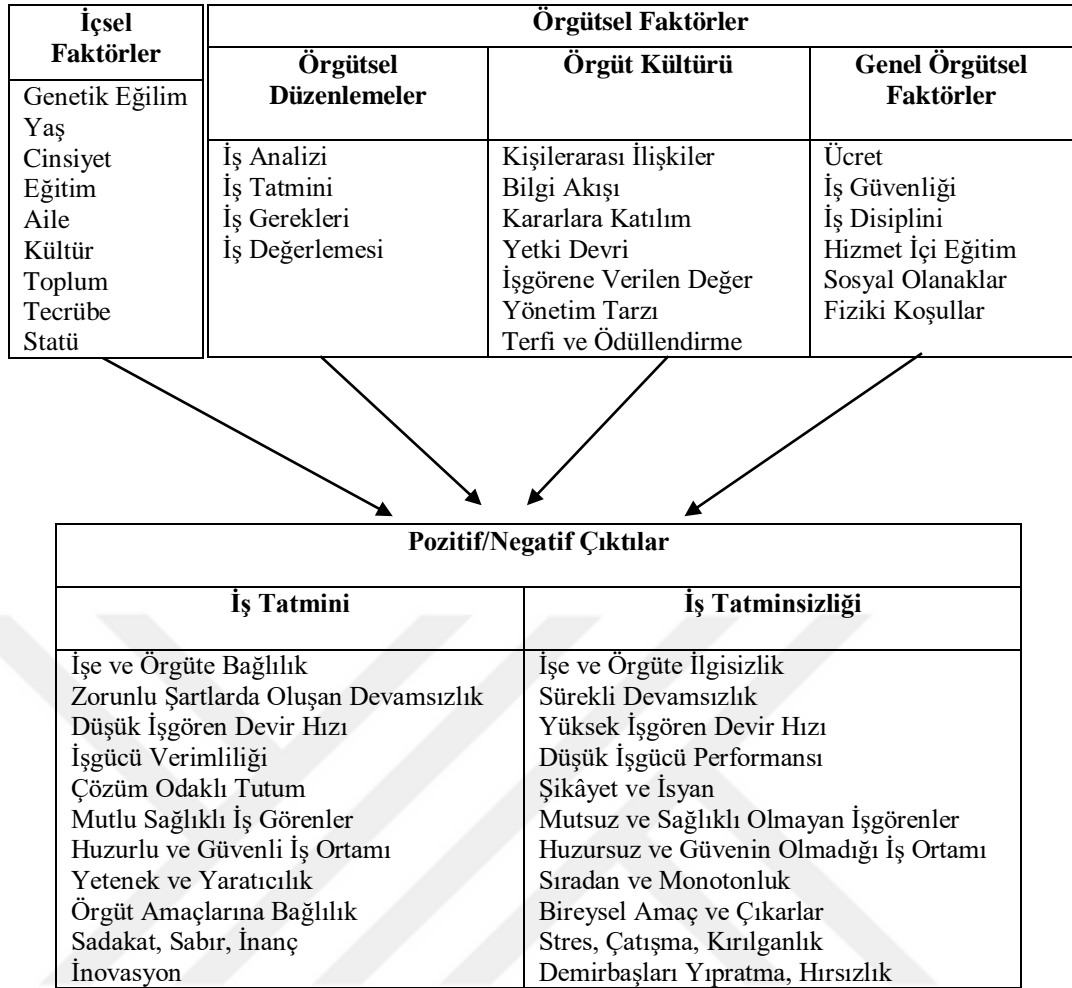 İçsel
Faktörler
Genetik Eğilim
Yaş
Cinsiyet
Eğitim
Aile
Kültür
Toplum
Tecrübe
Statü
Örgütsel Faktörler
Örgütsel
Düzenlemeler
İş Analizi
İş Tatmini
İş Gerekleri
İş Değerlemesi
Örgüt Kültürü
Kişilerarası İlişkiler
Bilgi Akışı
Kararlara Katılım
Yetki Devri
İşgörene Verilen Değer
Yönetim Tarzı
Terfi ve Ödüllendirme
Genel Örgütsel
Faktörler
Ücret
İş Güvenliği
İş Disiplini
Hizmet İçi Eğitim
Sosyal Olanaklar
Fiziki Koşullar
Pozitif/Negatif Çıktılar
İş Tatmini
İşe ve Örgüte Bağlılık
Zorunlu Şartlarda Oluşan Devamsızlık
Düşük İşgören Devir Hızı
İşgücü Verimliliği
Çözüm Odaklı Tutum
Mutlu Sağlıklı İş Görenler
Huzurlu ve Güvenli İş Ortamı
Yetenek ve Yaratıcılık
Örgüt Amaçlarına Bağlılık
Sadakat, Sabır, İnanç
İnovasyon
İş Tatminsizliği
İşe ve Örgüte İlgisizlik
Sürekli Devamsızlık
Yüksek İşgören Devir Hızı
Düşük İşgücü Performansı
Şikâyet ve İsyan
Mutsuz ve Sağlıklı Olmayan İşgörenler
Huzursuz ve Güvenin Olmadığı İş Ortamı
Sıradan ve Monotonluk
Bireysel Amaç ve Çıkarlar
Stres, Çatışma, Kırılganlık
Demirbaşları Yıpratma, Hırsızlık